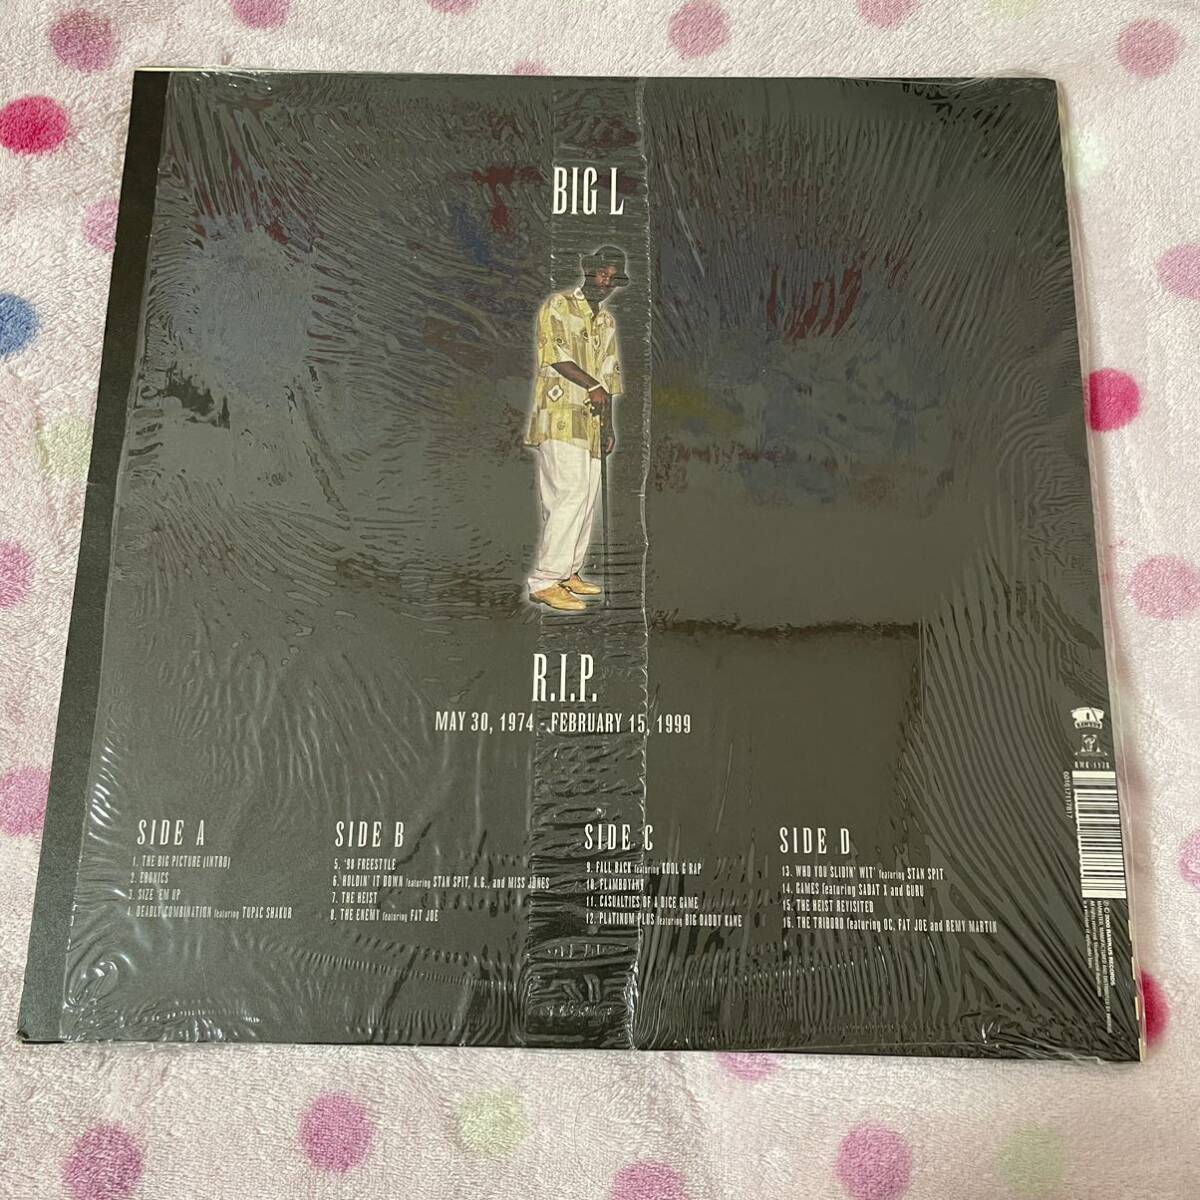 BIG L
R.I.P.
MAY 30, 1974 - FEBRUARY 15, 1999
SIDE A
1. THE BIG PICTURE (INTRO)
2. EBONICS
3. SIZE 'EM UP
4. DEADLY COMBINATION featuring TUPAC SHAKUR
SIDE B
5. '98 FREESTYLE
6. HOLDIN' IT DOWN featuring STAN SPIT, A.G., and MISS JONES
7. THE HEIST
8. THE ENEMY featuring FAT JOE
SIDE C
9. FALL BACK featuring KOOL G RAP
10. FLAMBOYANT
11. CASUALTIES OF A DICE GAME
12. PLATINUM PLUS featuring BIG DADDY KANE
SIDE D
13. WHO YOU SLIDIN' WIT' featuring STAN SPIT
14. GAMES featuring SADAT X and GURU
15. THE HEIST REVISITED
16. THE TRIBORO featuring OC, FAT JOE and REMY MARTIN
℗ © 2000 RAWKUS RECORDS